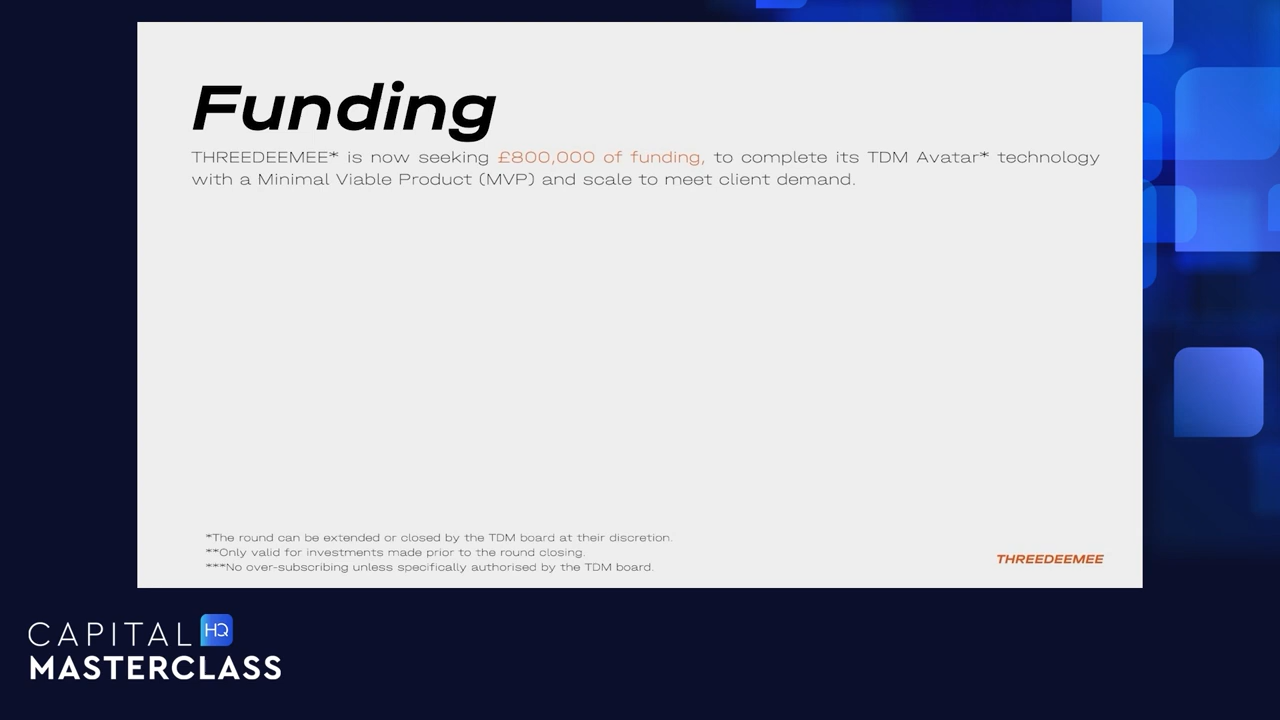 Funding
THREEDEEMEE* is now seeking £800,000 of funding, to complete its TDM Avatar* technology
with a Minimal Viable Product (MVP) and scale to meet client demand.
*The round can be extended or closed by the TDM board at their discretion.
**Only valid for investments made prior to the round closing.
***No over-subscribing unless specifically authorised by the TDM board.
THREEDEEMEE
CAPITAL HQ
MASTERCLASS